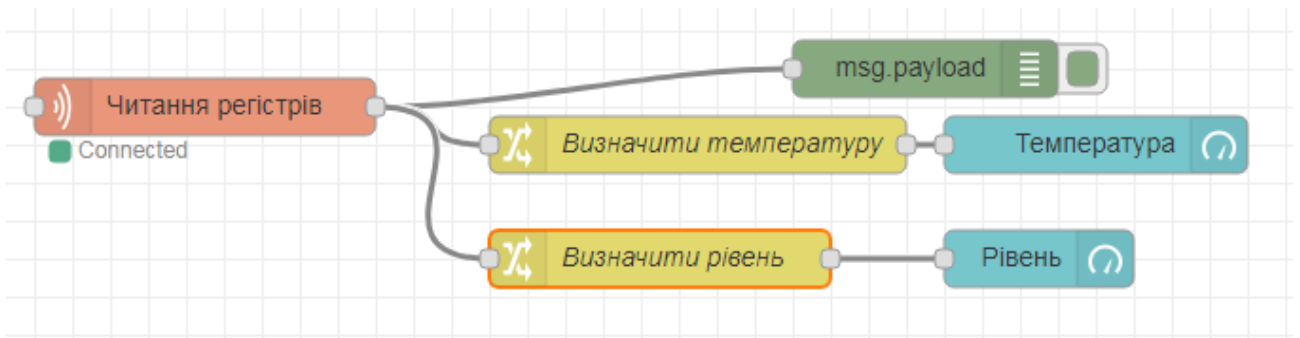 msg.payload
Читання регістрів
Connected
Визначити температуру
Температура
Визначити рівень
Рівень